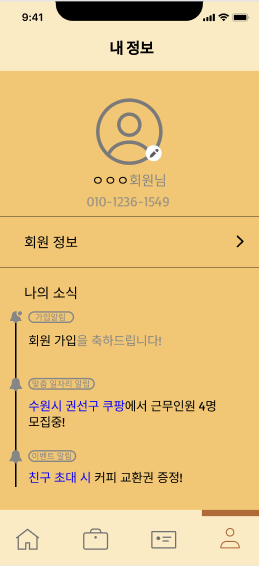 9:41
내 정보
ㅇㅇㅇ회원님
010-1236-1549
회원 정보
나의 소식
가입알림
회원 가입을 축하드립니다!
맞춤 일자리 알림
수원시 권선구 쿠팡에서 근무인원 4명
모집중!
이벤트 알림
친구 초대 시 커피 교환권 증정!